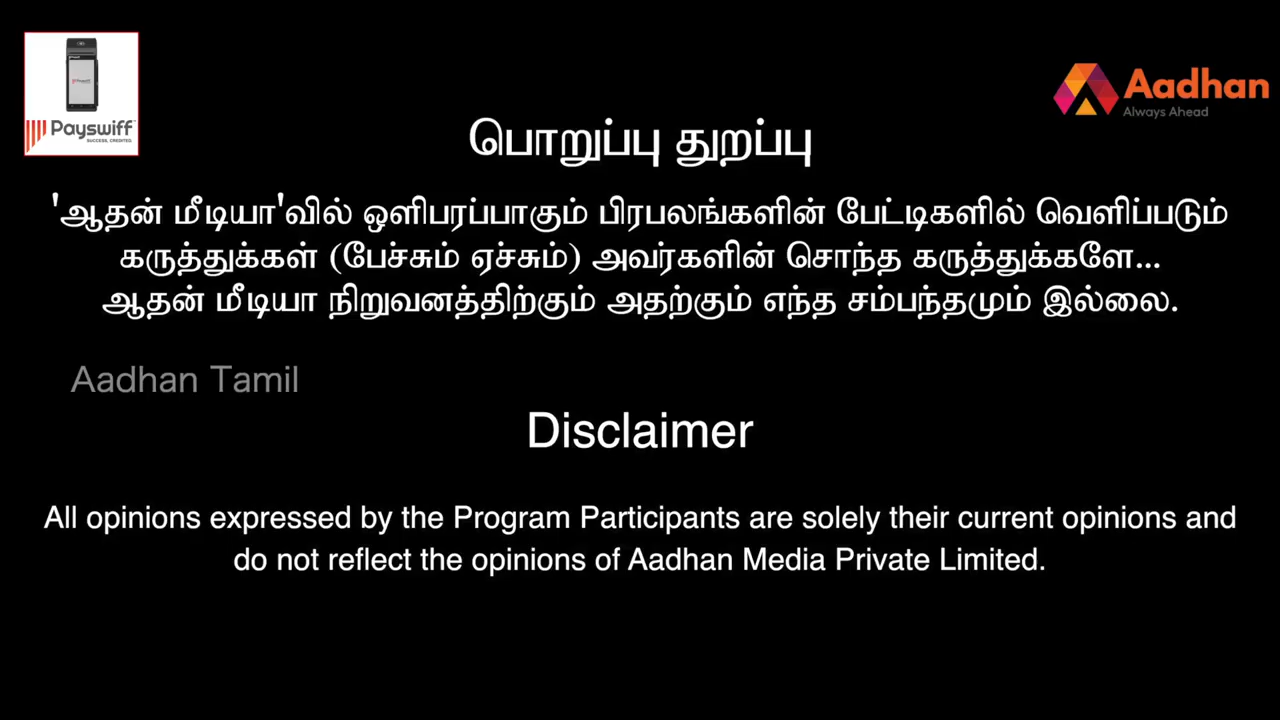 Payswiff
SUCCESS, CREDITED.
Aadhan
Always Ahead
பொறுப்பு துறப்பு
'ஆதன் மீடியா'வில் ஒளிபரப்பாகும் பிரபலங்களின் பேட்டிகளில் வெளிப்படும்
கருத்துக்கள் (பேச்சும் ஏச்சும்) அவர்களின் சொந்த கருத்துக்களே...
ஆதன் மீடியா நிறுவனத்திற்கும் அதற்கும் எந்த சம்பந்தமும் இல்லை.
Aadhan Tamil
Disclaimer
All opinions expressed by the Program Participants are solely their current opinions and
do not reflect the opinions of Aadhan Media Private Limited.